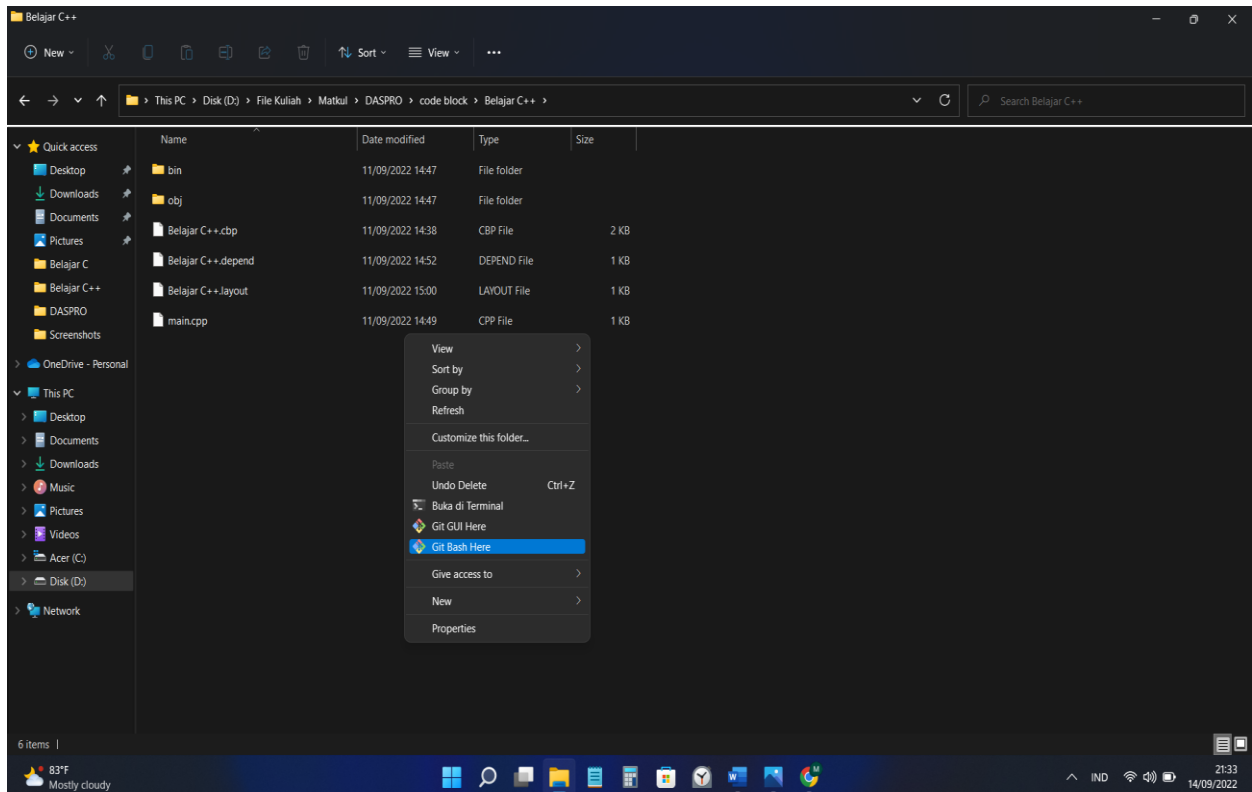 Belajar C++
New
Sort
View
This PC > Disk (D:) > File Kuliah > Matkul > DASPRO > code block > Belajar C++ >
Search Belajar C++
Name Date modified Type Size
Quick access
Desktop
Downloads
Documents
Pictures
Belajar C
Belajar C++
DASPRO
Screenshots
OneDrive - Personal
This PC
Desktop
Documents
Downloads
Music
Pictures
Videos
Acer (C:)
Disk (D:)
Network
bin 11/09/2022 14:47 File folder
obj 11/09/2022 14:47 File folder
Belajar C++.cbp 11/09/2022 14:38 CBP File 2 KB
Belajar C++.depend 11/09/2022 14:52 DEPEND File 1 KB
Belajar C++.layout 11/09/2022 15:00 LAYOUT File 1 KB
main.cpp 11/09/2022 14:49 CPP File 1 KB
View
Sort by
Group by
Refresh
Customize this folder...
Paste
Undo Delete Ctrl+Z
Buka di Terminal
Git GUI Here
Git Bash Here
Give access to
New
Properties
6 items
83°F
Mostly cloudy
W
M
IND
21:33
14/09/2022